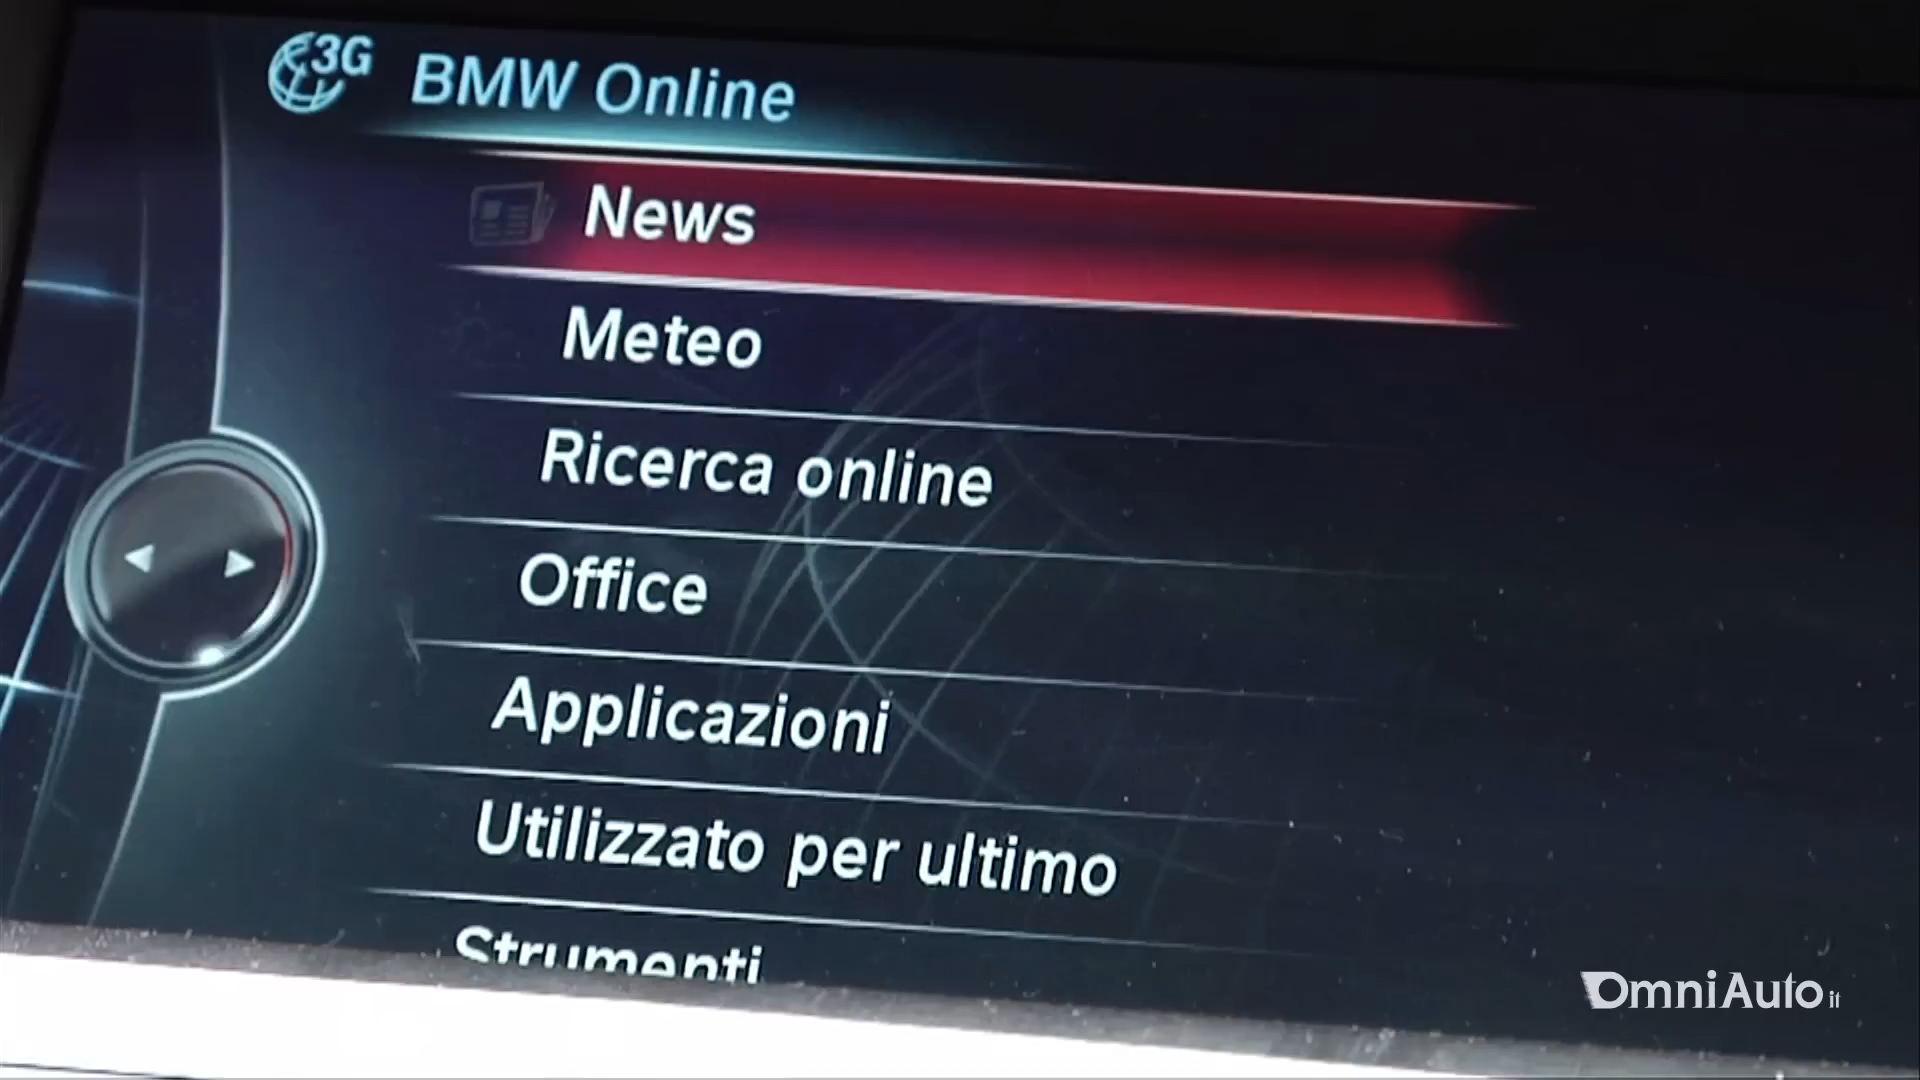 3G BMW Online
News
Meteo
Ricerca online
Office
Applicazioni
Utilizzato per ultimo
Strumenti
OmniAuto.it